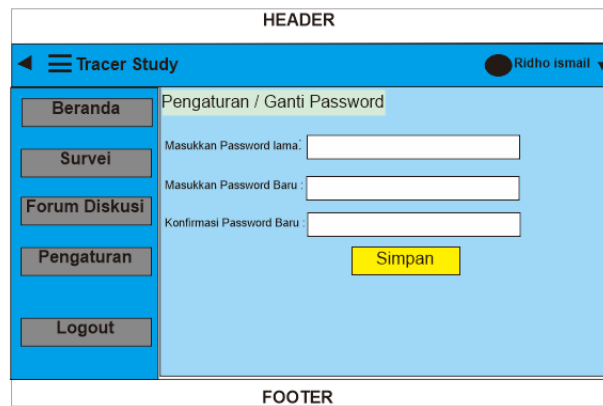 HEADER
Tracer Study
Ridho ismail
Beranda
Survei
Forum Diskusi
Pengaturan
Logout
Pengaturan / Ganti Password
Masukkan Password lama:
Masukkan Password Baru :
Konfirmasi Password Baru :
Simpan
FOOTER